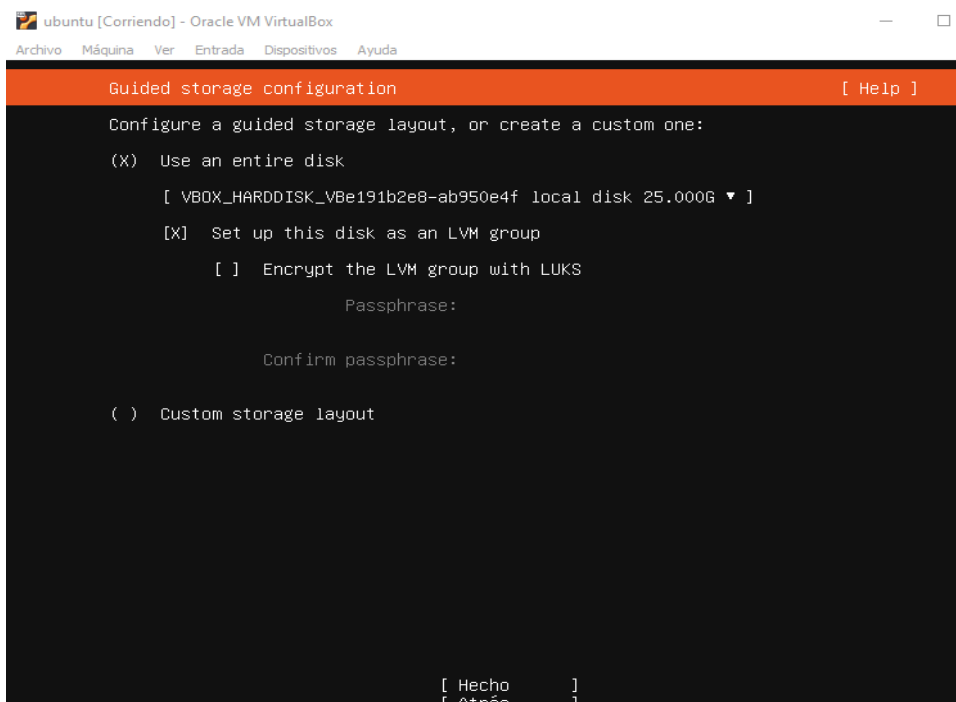 ubuntu [Corriendo] - Oracle VM VirtualBox
Archivo Máquina Ver Entrada Dispositivos Ayuda
Guided storage configuration [ Help ]
Configure a guided storage layout, or create a custom one:
(X) Use an entire disk
[ VBOX_HARDDISK_VBe191b2e8-ab950e4f local disk 25.000G ▾ ]
[X] Set up this disk as an LVM group
[ ] Encrypt the LVM group with LUKS
Passphrase:
Confirm passphrase:
( ) Custom storage layout
[ Hecho ]
[ Atrás ]